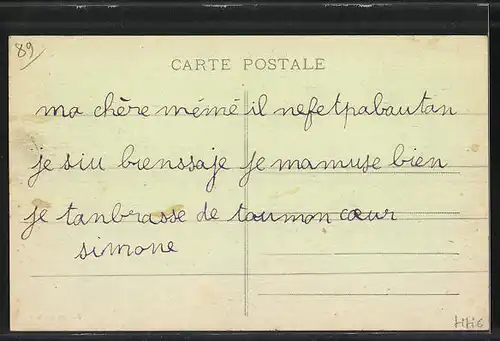 89
CARTE POSTALE
ma chère mémé il nefetpabautan
je siu bienssaje je mamuse bien
je tanbrasse de toumon cœur
simone